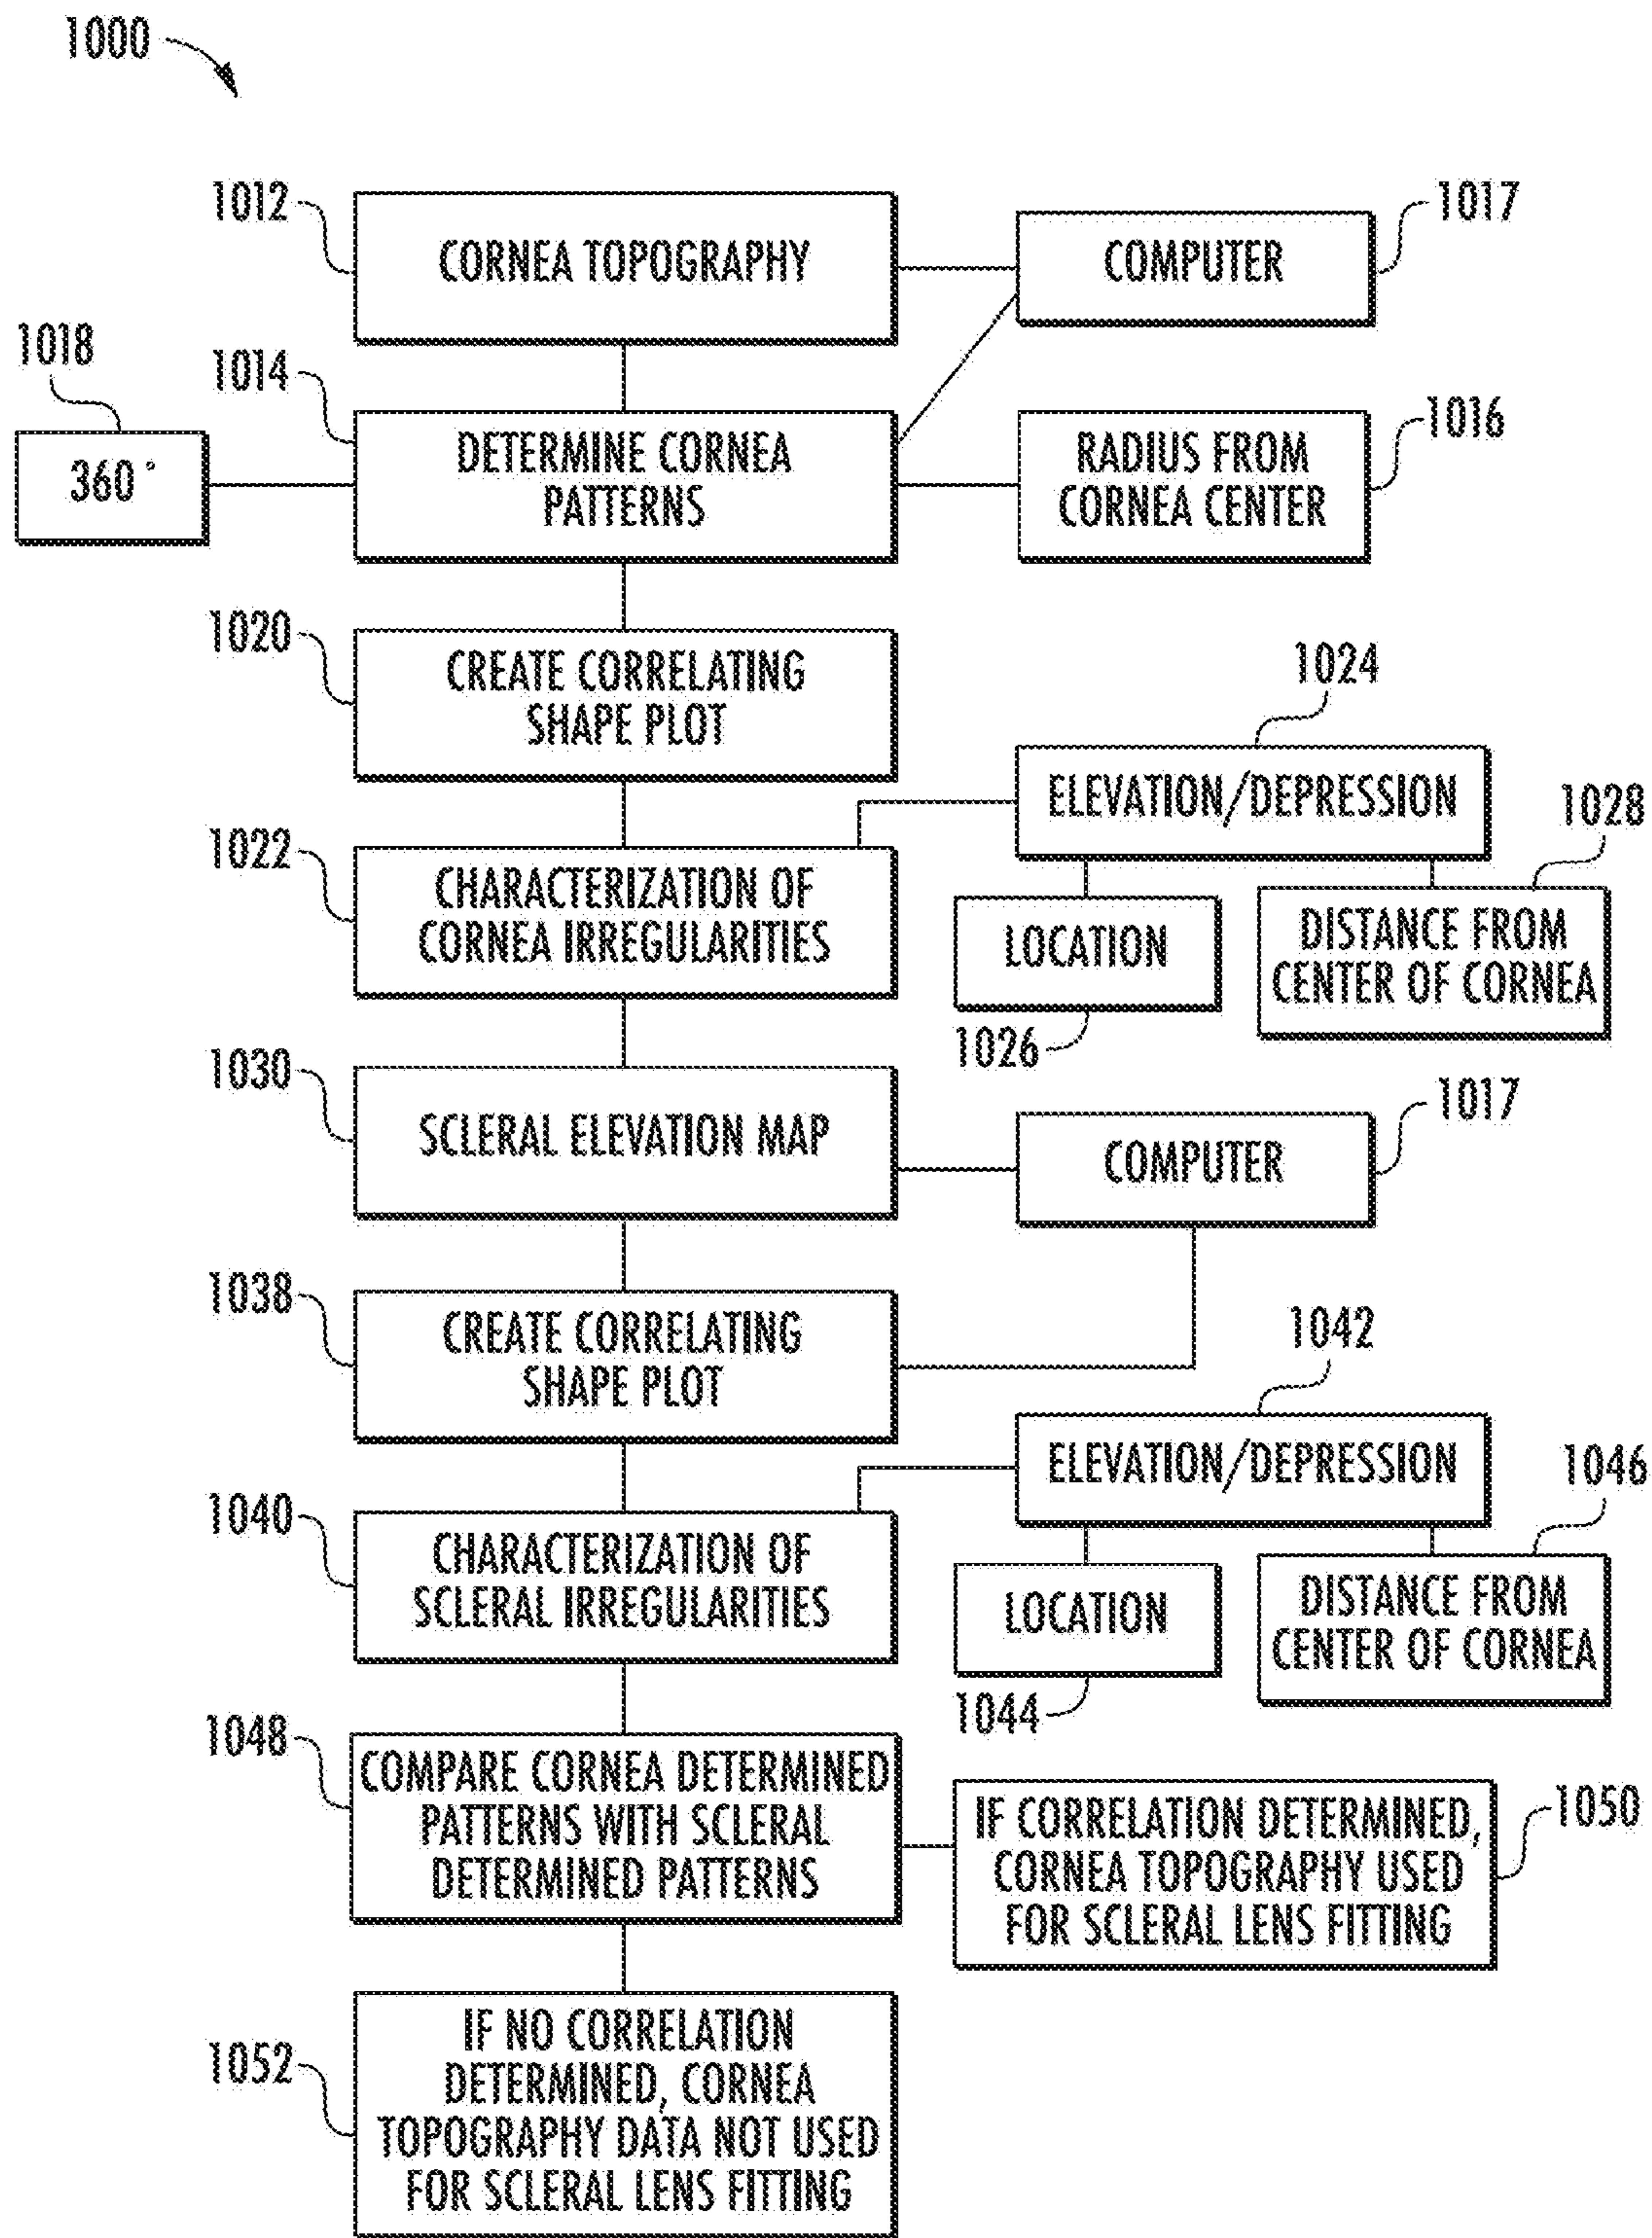 1000
1012
CORNEA TOPOGRAPHY
COMPUTER
1017
1018
360°
1014
DETERMINE CORNEA
PATTERNS
RADIUS FROM
CORNEA CENTER
1016
1020
CREATE CORRELATING
SHAPE PLOT
1024
ELEVATION/DEPRESSION
1022
CHARACTERIZATION OF
CORNEA IRREGULARITIES
LOCATION
1026
1028
DISTANCE FROM
CENTER OF CORNEA
1030
SCLERAL ELEVATION MAP
COMPUTER
1017
1038
CREATE CORRELATING
SHAPE PLOT
1042
ELEVATION/DEPRESSION
1040
CHARACTERIZATION OF
SCLERAL IRREGULARITIES
LOCATION
1044
1046
DISTANCE FROM
CENTER OF CORNEA
1048
COMPARE CORNEA DETERMINED
PATTERNS WITH SCLERAL
DETERMINED PATTERNS
IF CORRELATION DETERMINED,
CORNEA TOPOGRAPHY USED
FOR SCLERAL LENS FITTING
1050
1052
IF NO CORRELATION
DETERMINED, CORNEA
TOPOGRAPHY DATA NOT USED
FOR SCLERAL LENS FITTING